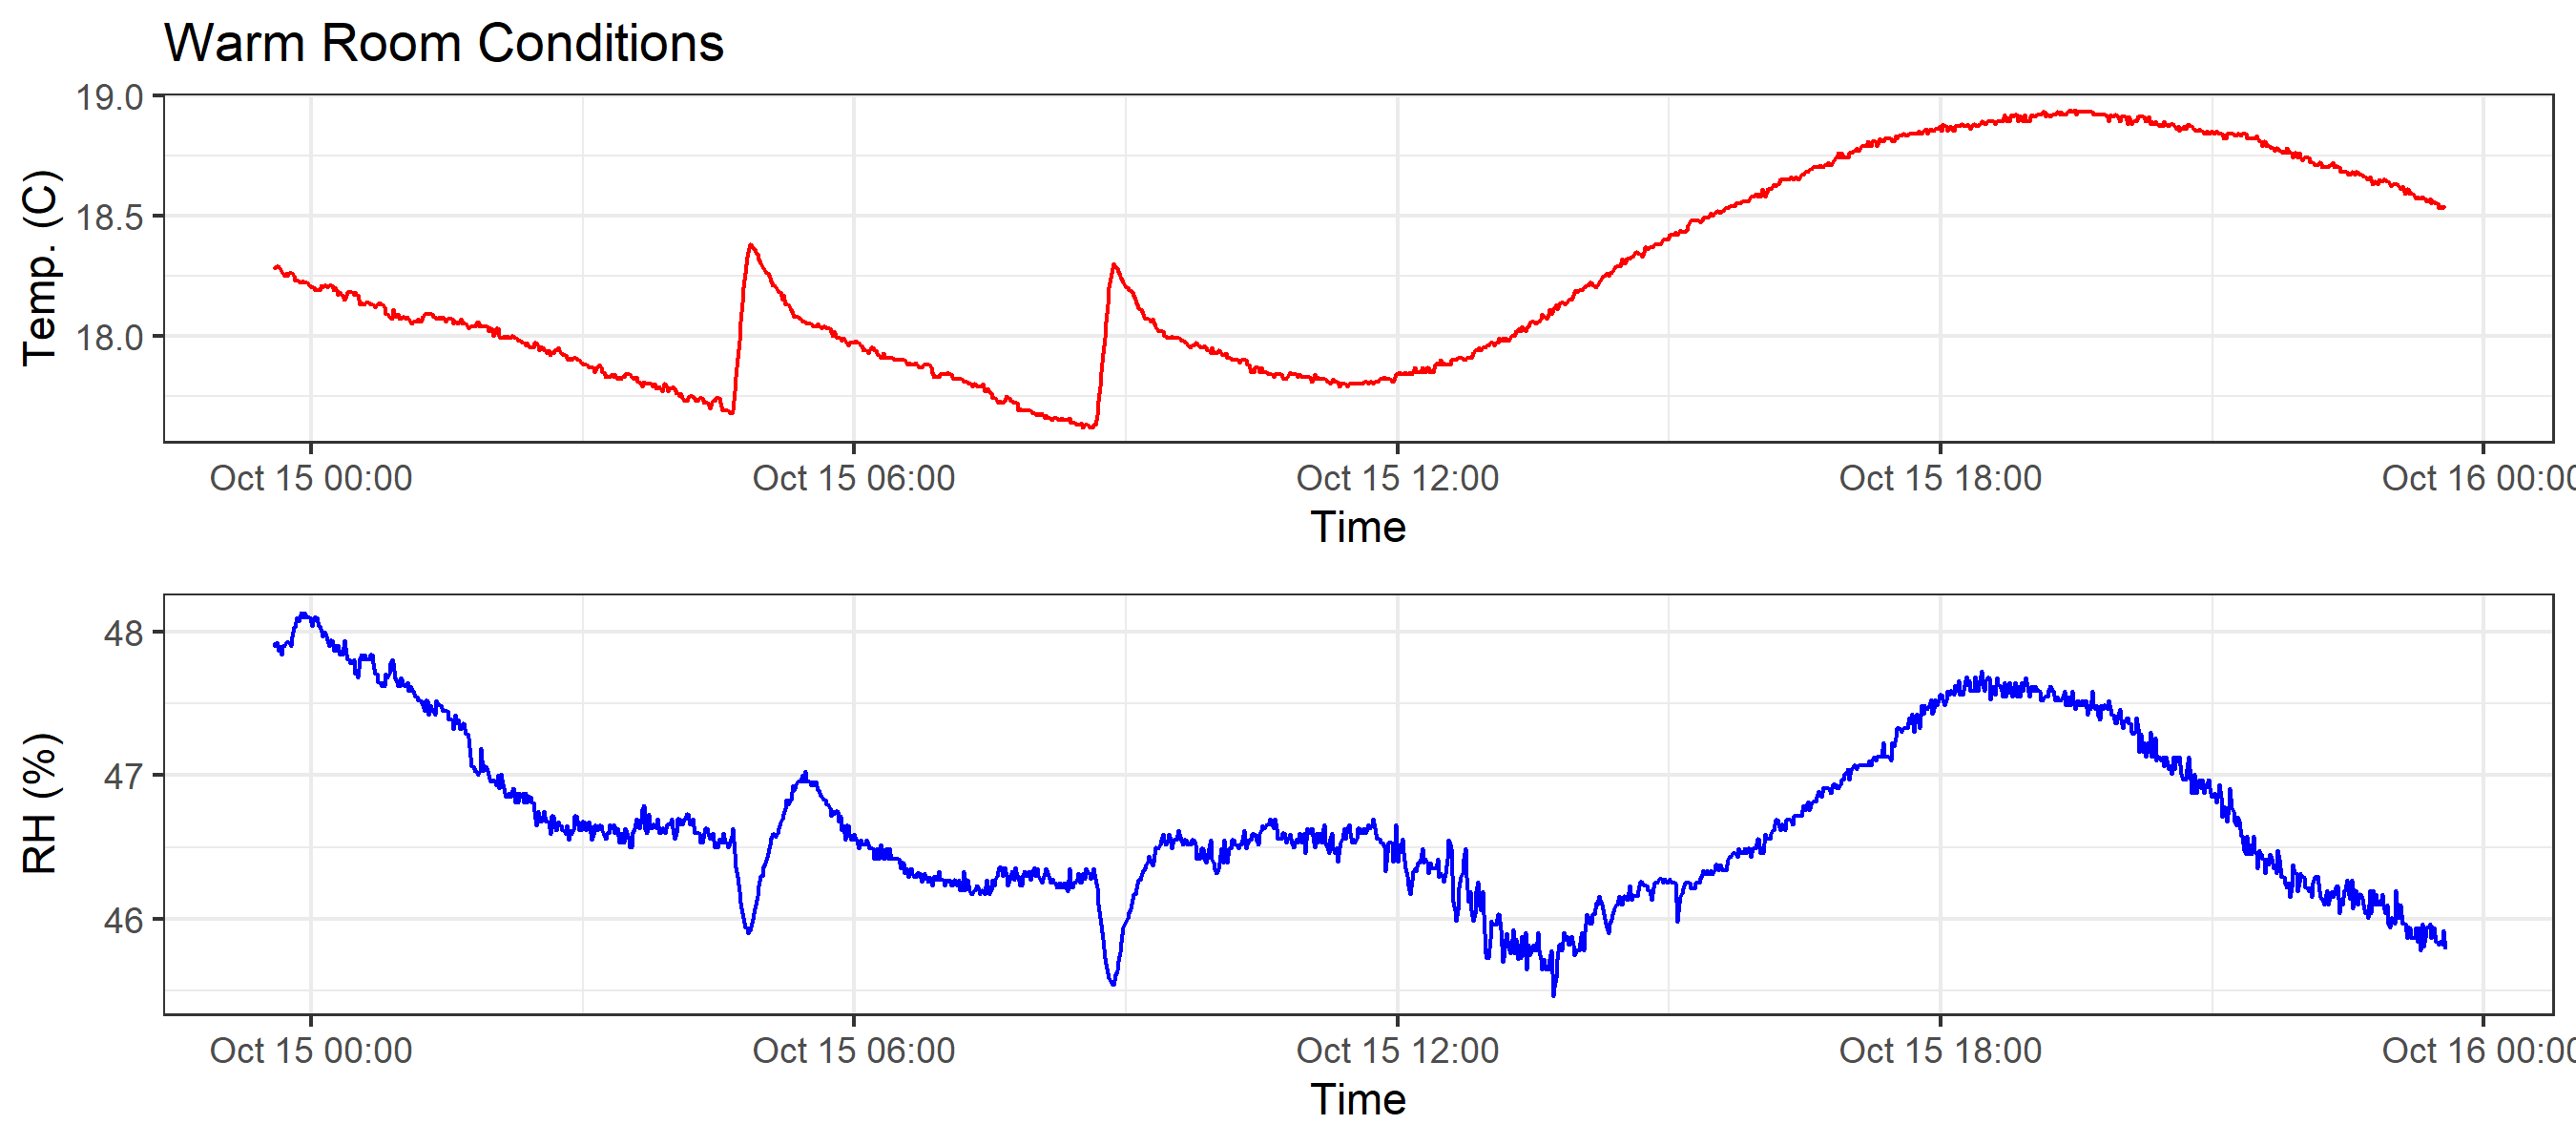 Warm Room Conditions
19.0
18.5
18.0
Temp. (C)
Oct 15 00:00 Oct 15 06:00 Oct 15 12:00 Oct 15 18:00 Oct 16 00:00
Time
48
47
46
RH (%)
Oct 15 00:00 Oct 15 06:00 Oct 15 12:00 Oct 15 18:00 Oct 16 00:00
Time